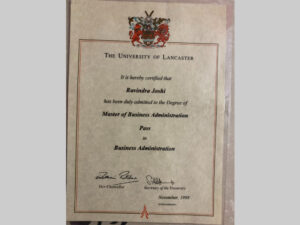 THE UNIVERSITY OF LANCASTER
It is hereby certified that
Ravindra Joshi
has been duly admitted to the Degree of
Master of Business Administration
Pass
in
Business Administration
Vice-Chancellor
Secretary of the University
November, 1998